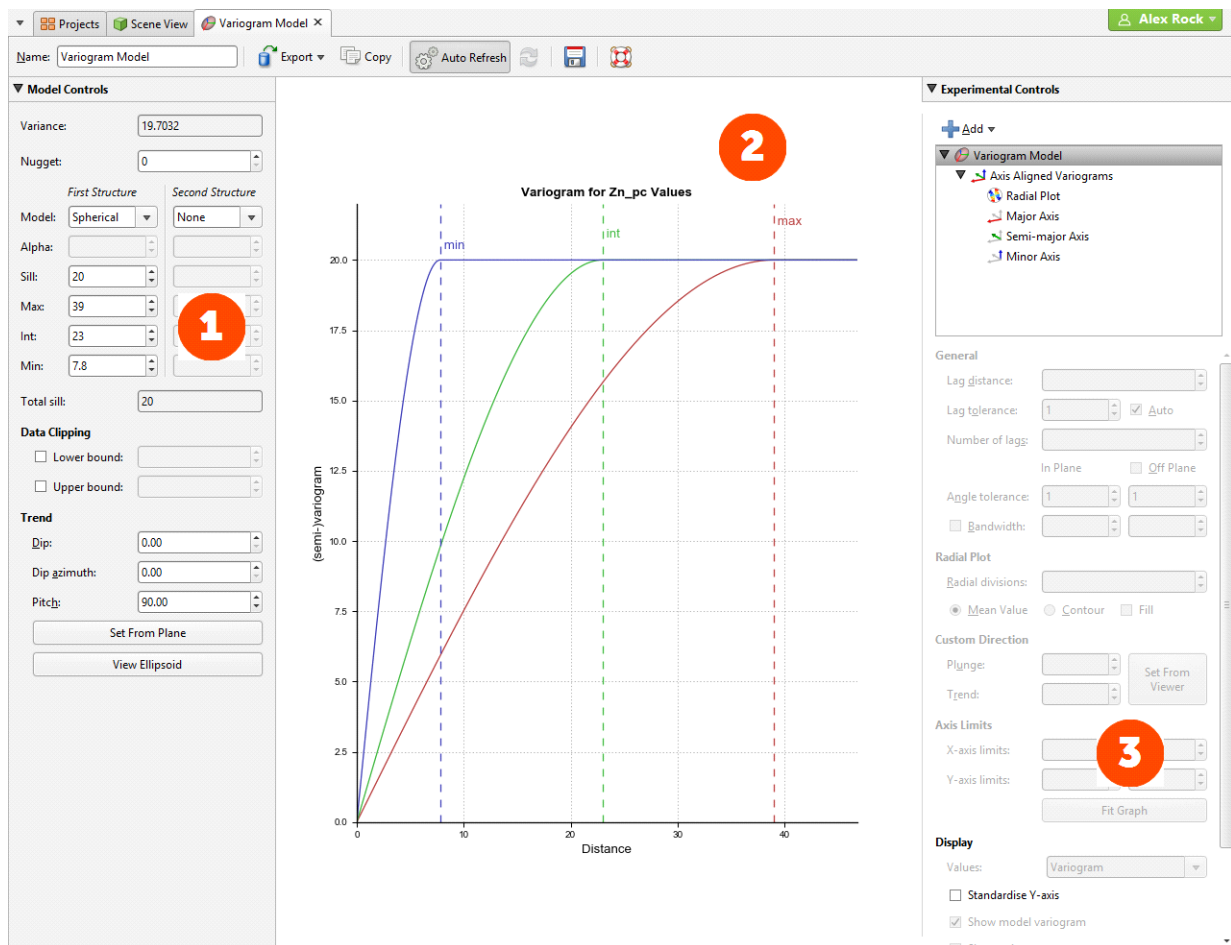 Projects Scene View Variogram Model × Alex Rock
Name: Variogram Model Export Copy Auto Refresh
Model Controls
Variance: 19.7032
Nugget: 0
First Structure Second Structure
Model: Spherical None
Alpha:
Sill: 20
Max: 39
Int: 23
Min: 7.8
1
Total sill: 20
Data Clipping
Lower bound:
Upper bound:
Trend
Dip: 0.00
Dip azimuth: 0.00
Pitch: 90.00
Set From Plane
View Ellipsoid
2
Variogram for Zn_pc Values
max
int
min
20.0
17.5
15.0
12.5
10.0
7.5
5.0
2.5
0.0
(semi-)variogram
0 10 20 30 40
Distance
Experimental Controls
Add
Variogram Model
Axis Aligned Variograms
Radial Plot
Major Axis
Semi-major Axis
Minor Axis
General
Lag distance:
Lag tolerance: 1 Auto
Number of lags:
In Plane Off Plane
Angle tolerance: 1 1
Bandwidth:
Radial Plot
Radial divisions:
Mean Value Contour Fill
Custom Direction
Plunge:
Trend:
Set From
Viewer
Axis Limits
X-axis limits:
Y-axis limits:
3
Fit Graph
Display
Values: Variogram
Standardise Y-axis
Show model variogram